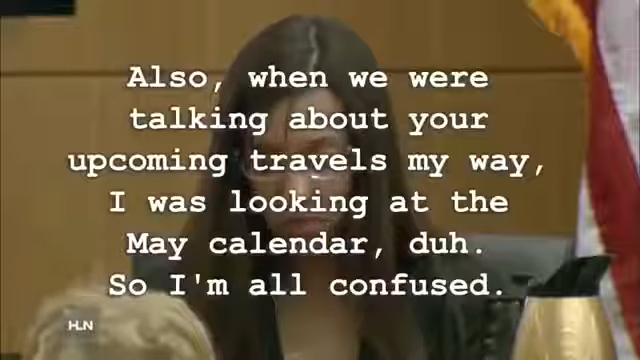 Also, when we were
talking about your
upcoming travels my way,
I was looking at the
May calendar, duh.
So I'm all confused.
HLN